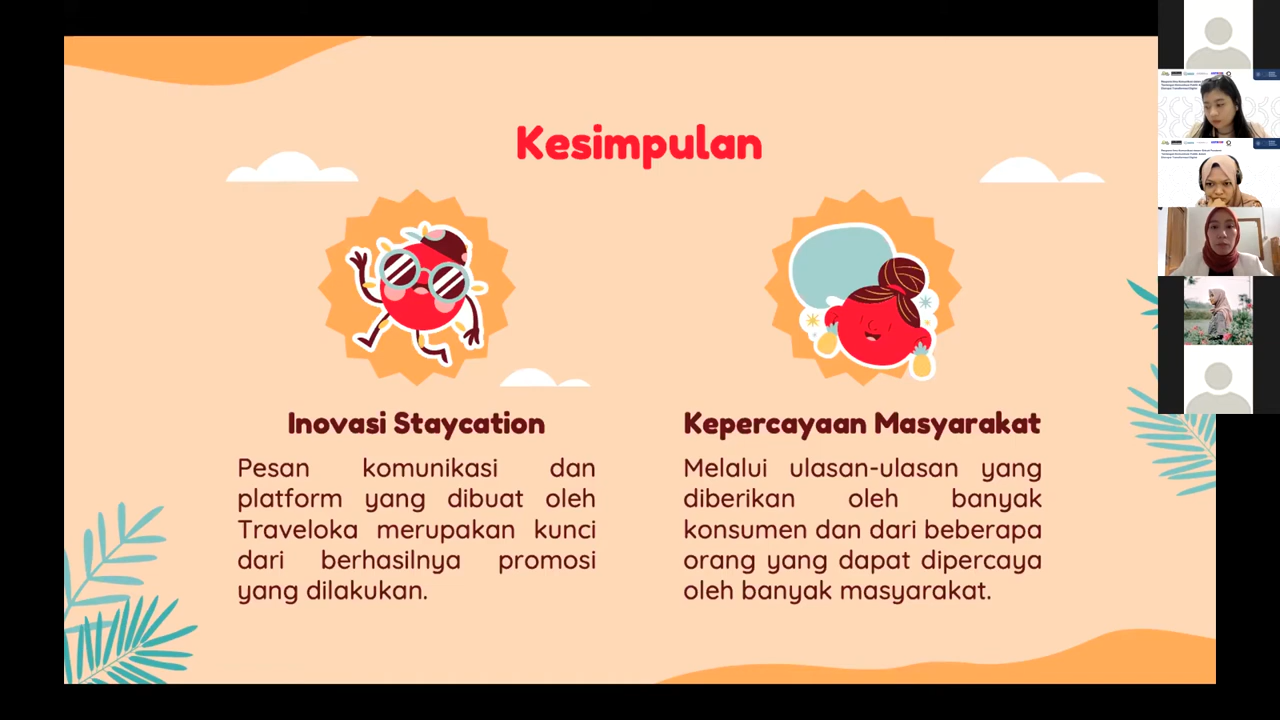 Kesimpulan
Inovasi Staycation
Pesan komunikasi dan
platform yang dibuat oleh
Traveloka merupakan kunci
dari berhasilnya promosi
yang dilakukan.
Kepercayaan Masyarakat
Melalui ulasan-ulasan yang
diberikan oleh banyak
konsumen dan dari beberapa
orang yang dapat dipercaya
oleh banyak masyarakat.